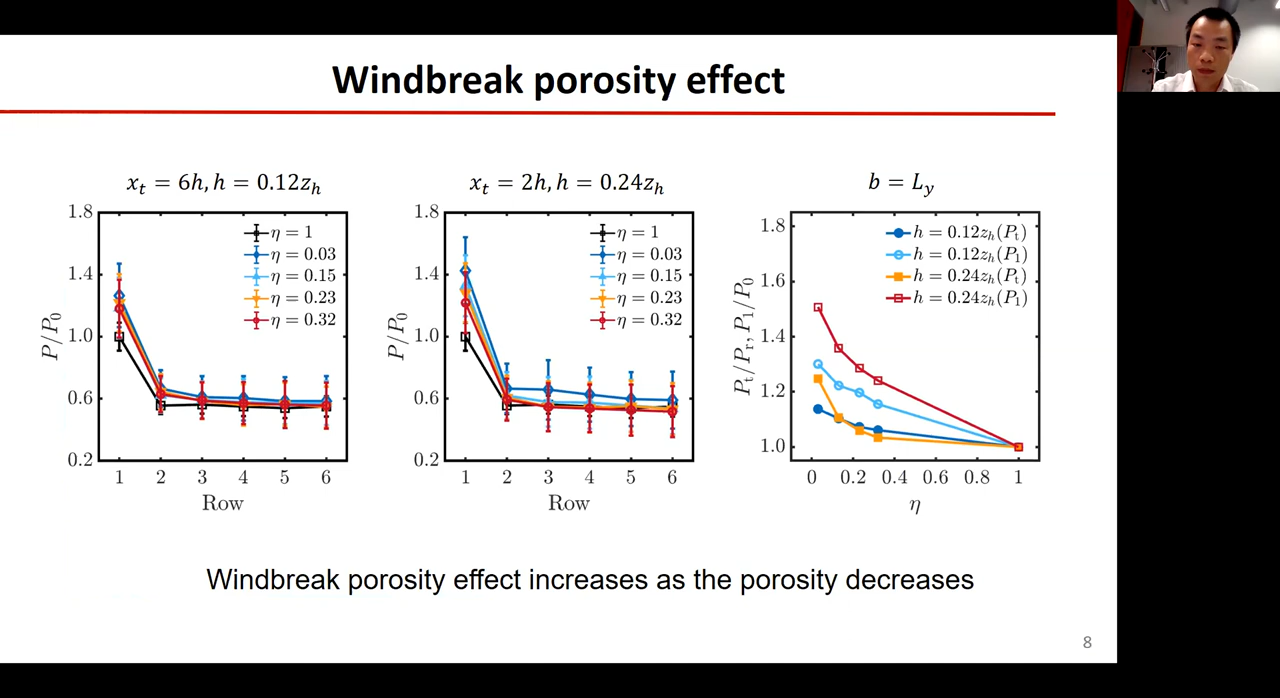 Windbreak porosity effect
x_t = 6h, h = 0.12z_h
1.8
1.4
1.0
0.6
0.2
P/P_0
η = 1
η = 0.03
η = 0.15
η = 0.23
η = 0.32
1 2 3 4 5 6
Row
x_t = 2h, h = 0.24z_h
1.8
1.4
1.0
0.6
0.2
P/P_0
η = 1
η = 0.03
η = 0.15
η = 0.23
η = 0.32
1 2 3 4 5 6
Row
b = L_y
1.8
1.6
1.4
1.2
1.0
P_t/P_r, P_1/P_0
h = 0.12z_h(P_t)
h = 0.12z_h(P_1)
h = 0.24z_h(P_t)
h = 0.24z_h(P_1)
0 0.2 0.4 0.6 0.8 1
η
Windbreak porosity effect increases as the porosity decreases
8